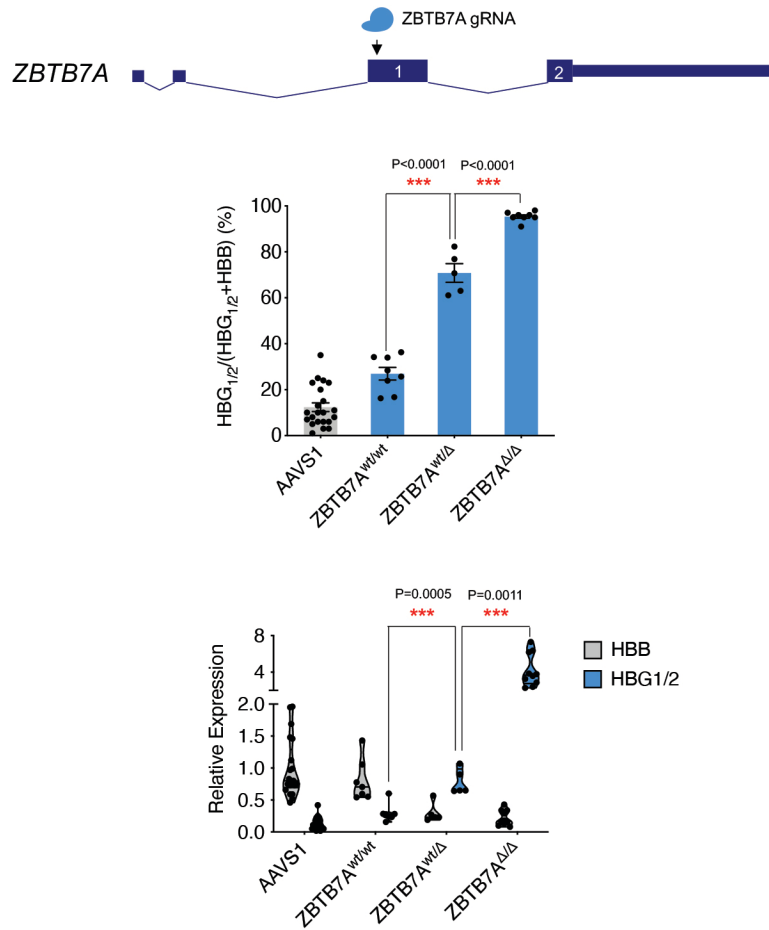 ZBTB7A gRNA
ZBTB7A
1
2
P<0.0001
P<0.0001
***
***
HBG1/2/(HBG1/2+HBB) (%)
100
80
60
40
20
0
AAVS1
ZBTB7Awt/wt
ZBTB7Awt/Δ
ZBTB7AΔ/Δ
P=0.0005
P=0.0011
***
***
Relative Expression
8
4
2.0
1.5
1.0
0.5
0.0
HBB
HBG1/2
AAVS1
ZBTB7Awt/wt
ZBTB7Awt/Δ
ZBTB7AΔ/Δ